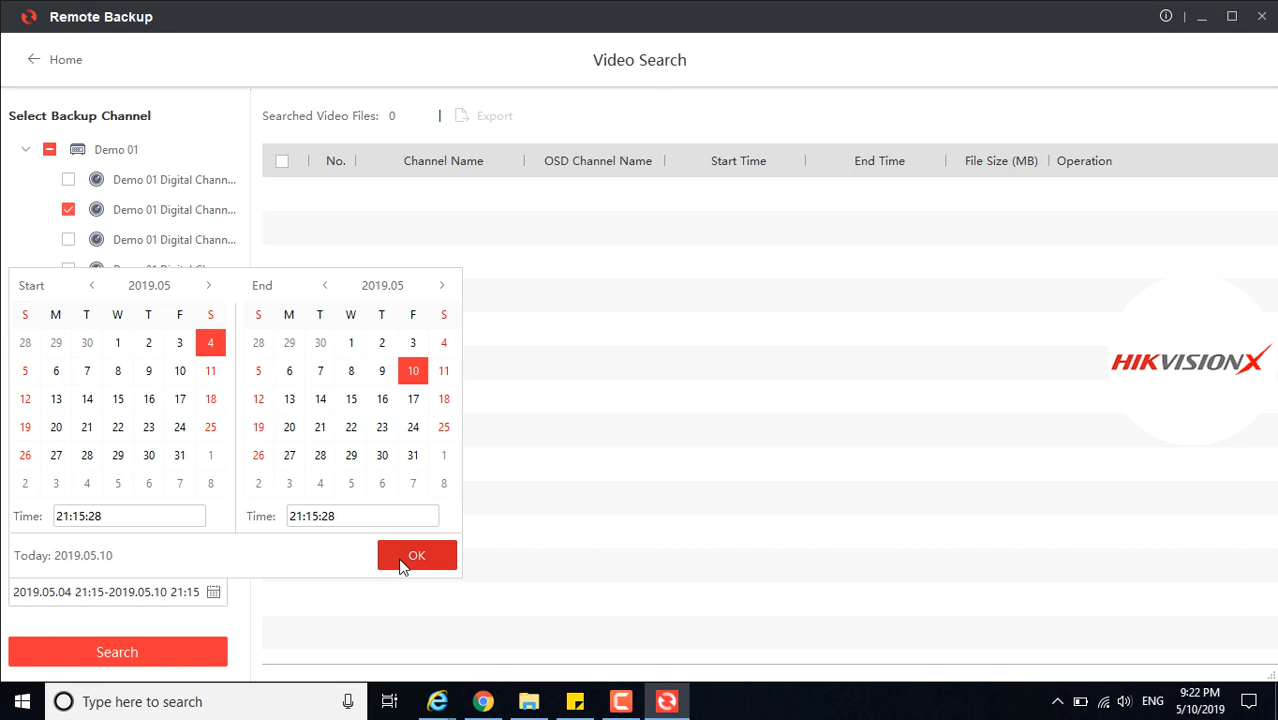 Remote Backup
Home
Video Search
Select Backup Channel
Searched Video Files: 0
Export
Demo 01
No. Channel Name OSD Channel Name Start Time End Time File Size (MB) Operation
Demo 01 Digital Chann...
Demo 01 Digital Chann...
Demo 01 Digital Chann...
Start < 2019.05 > End < 2019.05 >
S M T W T F S S M T W T F S
28 29 30 1 2 3 4 28 29 30 1 2 3 4
5 6 7 8 9 10 11 5 6 7 8 9 10 11
12 13 14 15 16 17 18 12 13 14 15 16 17 18
19 20 21 22 23 24 25 19 20 21 22 23 24 25
26 27 28 29 30 31 1 26 27 28 29 30 31 1
2 3 4 5 6 7 8 2 3 4 5 6 7 8
Time: 21:15:28 Time: 21:15:28
Today: 2019.05.10 OK
2019.05.04 21:15-2019.05.10 21:15
Search
HIKVISIONX
Type here to search
ENG
9:22 PM
5/10/2019